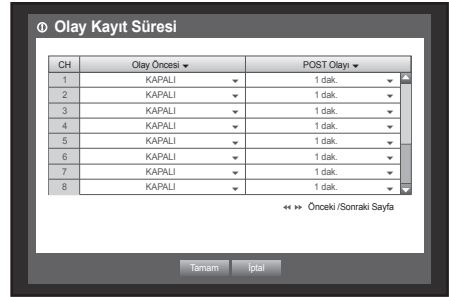 Olay Kayıt Süresi
CH Olay Öncesi POST Olayı
1 KAPALI 1 dak.
2 KAPALI 1 dak.
3 KAPALI 1 dak.
4 KAPALI 1 dak.
5 KAPALI 1 dak.
6 KAPALI 1 dak.
7 KAPALI 1 dak.
8 KAPALI 1 dak.
Önceki /Sonraki Sayfa
Tamam İptal